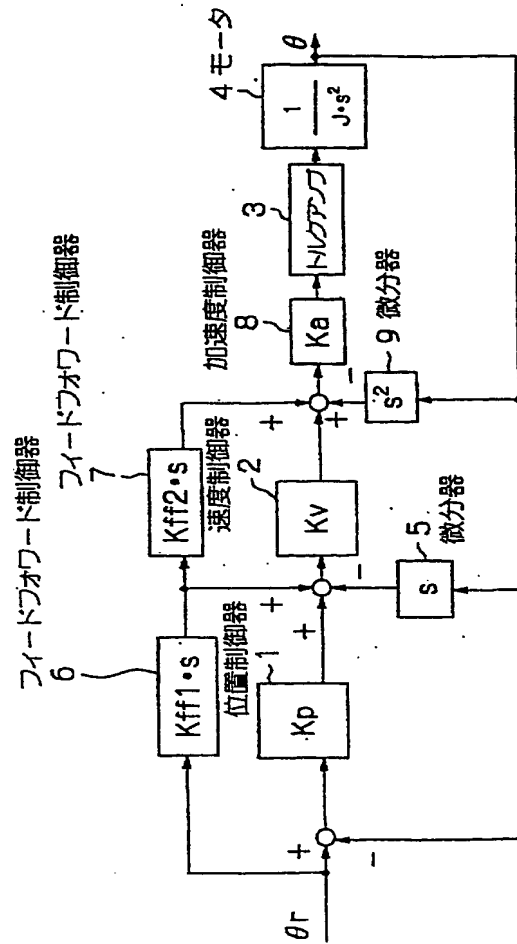 θr
フィードフォワード制御器
6
Kff1・s
位置制御器
1
Kp
フィードフォワード制御器
7
Kff2・s
速度制御器
2
Kv
5
微分器
s
加速度制御器
8
Ka
9 微分器
s²
3
トルクアンプ
4 モータ
1
J・s²
θ
+
−
+
+
−
+
+
−